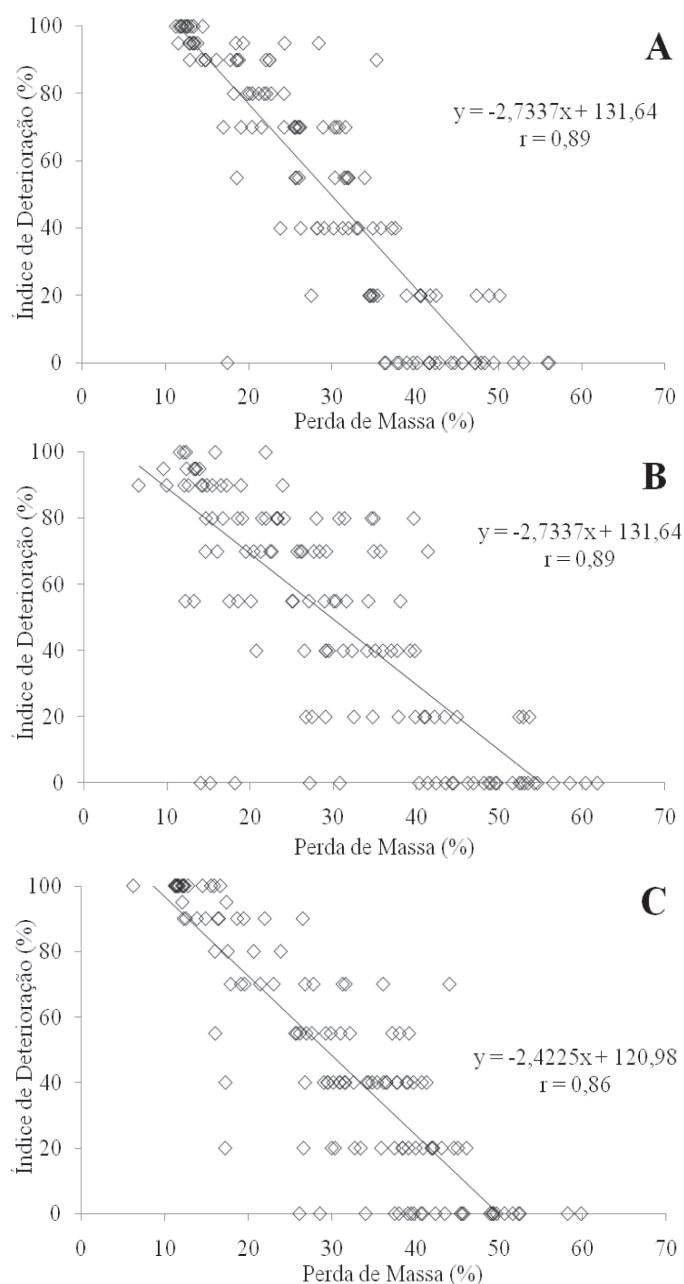 A
Índice de Deterioração (%)
100
80
60
40
20
0
y = -2,7337x + 131,64
r = 0,89
0 10 20 30 40 50 60 70
Perda de Massa (%)
B
Índice de Deterioração (%)
100
80
60
40
20
0
y = -2,7337x + 131,64
r = 0,89
0 10 20 30 40 50 60 70
Perda de Massa (%)
C
Índice de Deterioração (%)
100
80
60
40
20
0
y = -2,4225x + 120,98
r = 0,86
0 10 20 30 40 50 60 70
Perda de Massa (%)